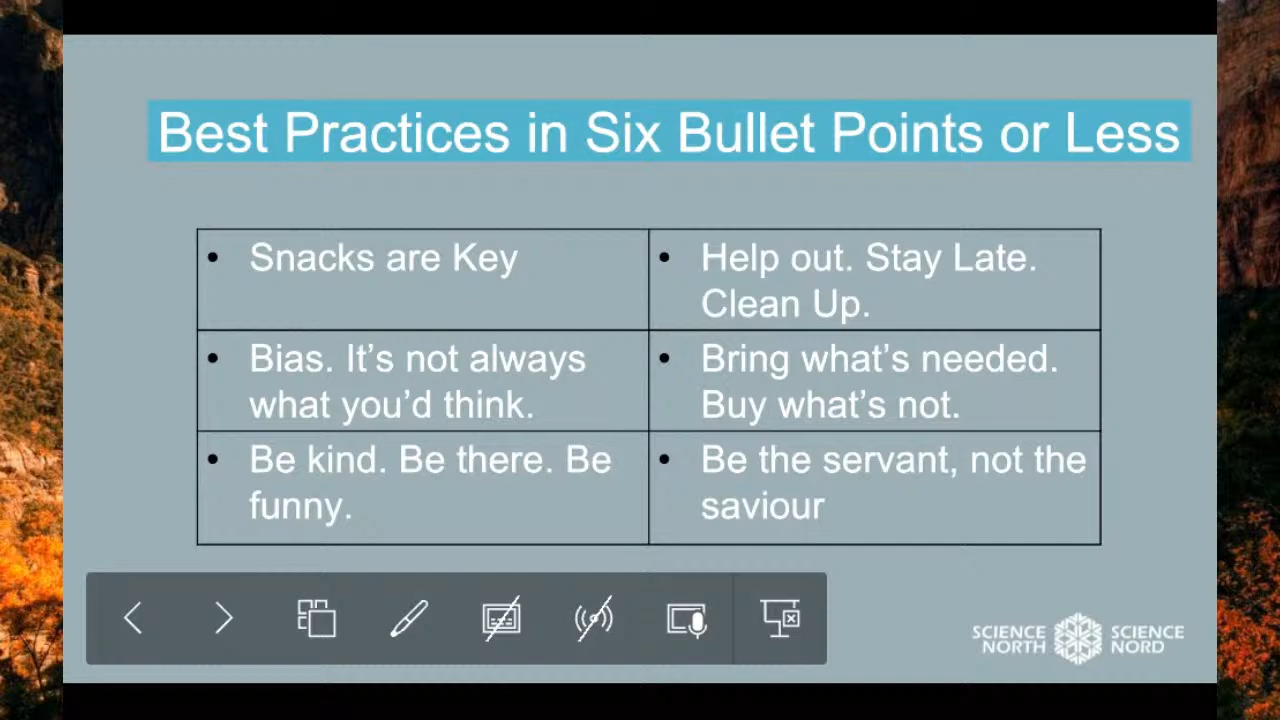 Best Practices in Six Bullet Points or Less
• Snacks are Key
• Help out. Stay Late.
Clean Up.
• Bias. It's not always
what you'd think.
• Bring what's needed.
Buy what's not.
• Be kind. Be there. Be
funny.
• Be the servant, not the
saviour
SCIENCE
NORTH
SCIENCE
NORD